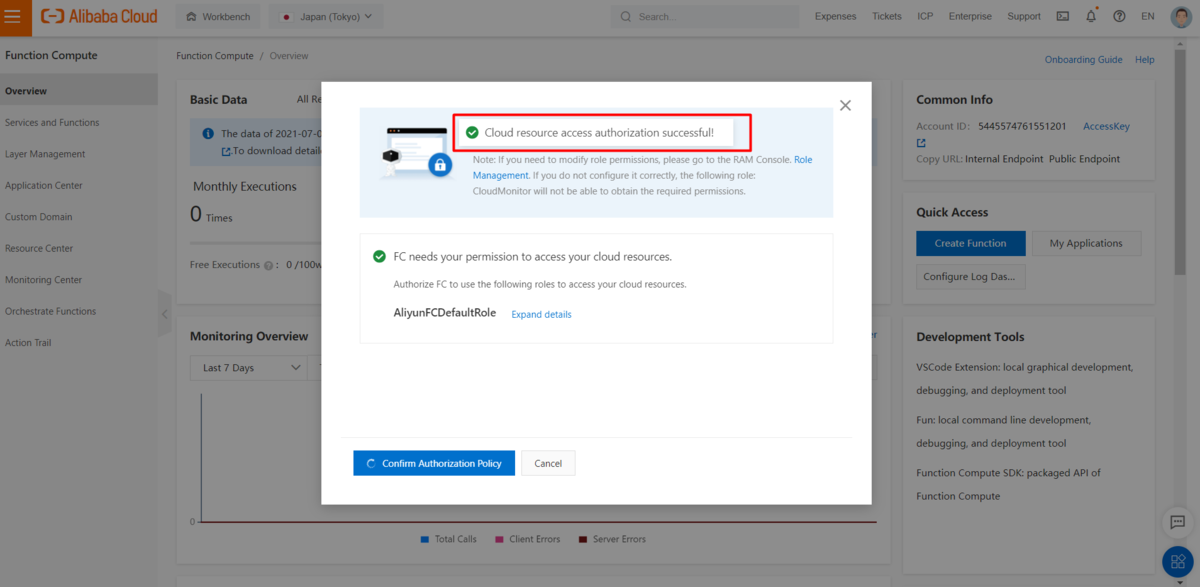 Alibaba Cloud
Workbench
Japan (Tokyo)
Search...
Expenses
Tickets
ICP
Enterprise
Support
EN
Function Compute
Overview
Services and Functions
Layer Management
Application Center
Custom Domain
Resource Center
Monitoring Center
Orchestrate Functions
Action Trail
Function Compute / Overview
Onboarding Guide
Help
Basic Data
All Re
The data of 2021-07-0
.To download detail
Monthly Executions
0 Times
Free Executions : 0 /100w
Monitoring Overview
Last 7 Days
0
Total Calls
Client Errors
Server Errors
Cloud resource access authorization successful!
Note: If you need to modify role permissions, please go to the RAM Console. Role
Management. If you do not configure it correctly, the following role:
CloudMonitor will not be able to obtain the required permissions.
FC needs your permission to access your cloud resources.
Authorize FC to use the following roles to access your cloud resources.
AliyunFCDefaultRole
Expand details
Confirm Authorization Policy
Cancel
Common Info
Account ID: 5445574761551201 AccessKey
Copy URL: Internal Endpoint Public Endpoint
Quick Access
Create Function
My Applications
Configure Log Das...
Development Tools
VSCode Extension: local graphical development,
debugging, and deployment tool
Fun: local command line development,
debugging, and deployment tool
Function Compute SDK: packaged API of
Function Compute